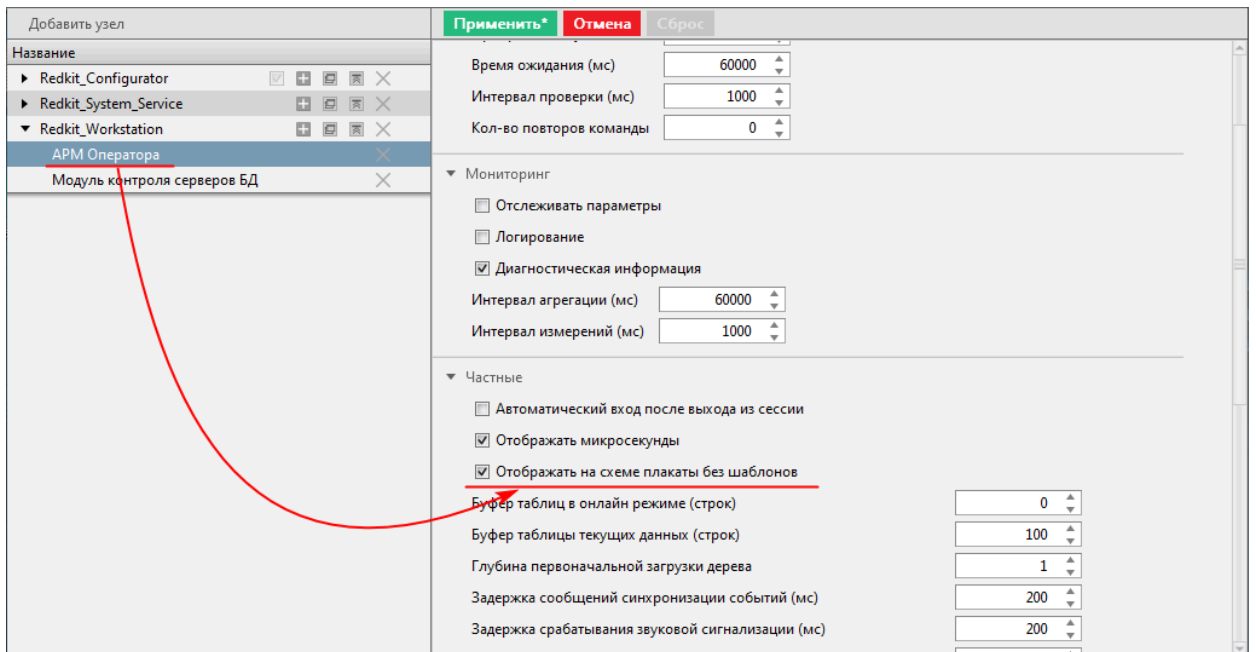 Добавить узел
Применить*
Отмена
Сброс
Название
Redkit_Configurator
Redkit_System_Service
Redkit_Workstation
АРМ Оператора
Модуль контроля серверов БД
Время ожидания (мс) 60000
Интервал проверки (мс) 1000
Кол-во повторов команды 0
Мониторинг
Отслеживать параметры
Логирование
Диагностическая информация
Интервал агрегации (мс) 60000
Интервал измерений (мс) 1000
Частные
Автоматический вход после выхода из сессии
Отображать микросекунды
Отображать на схеме плакаты без шаблонов
Буфер таблиц в онлайн режиме (строк) 0
Буфер таблицы текущих данных (строк) 100
Глубина первоначальной загрузки дерева 1
Задержка сообщений синхронизации событий (мс) 200
Задержка срабатывания звуковой сигнализации (мс) 200